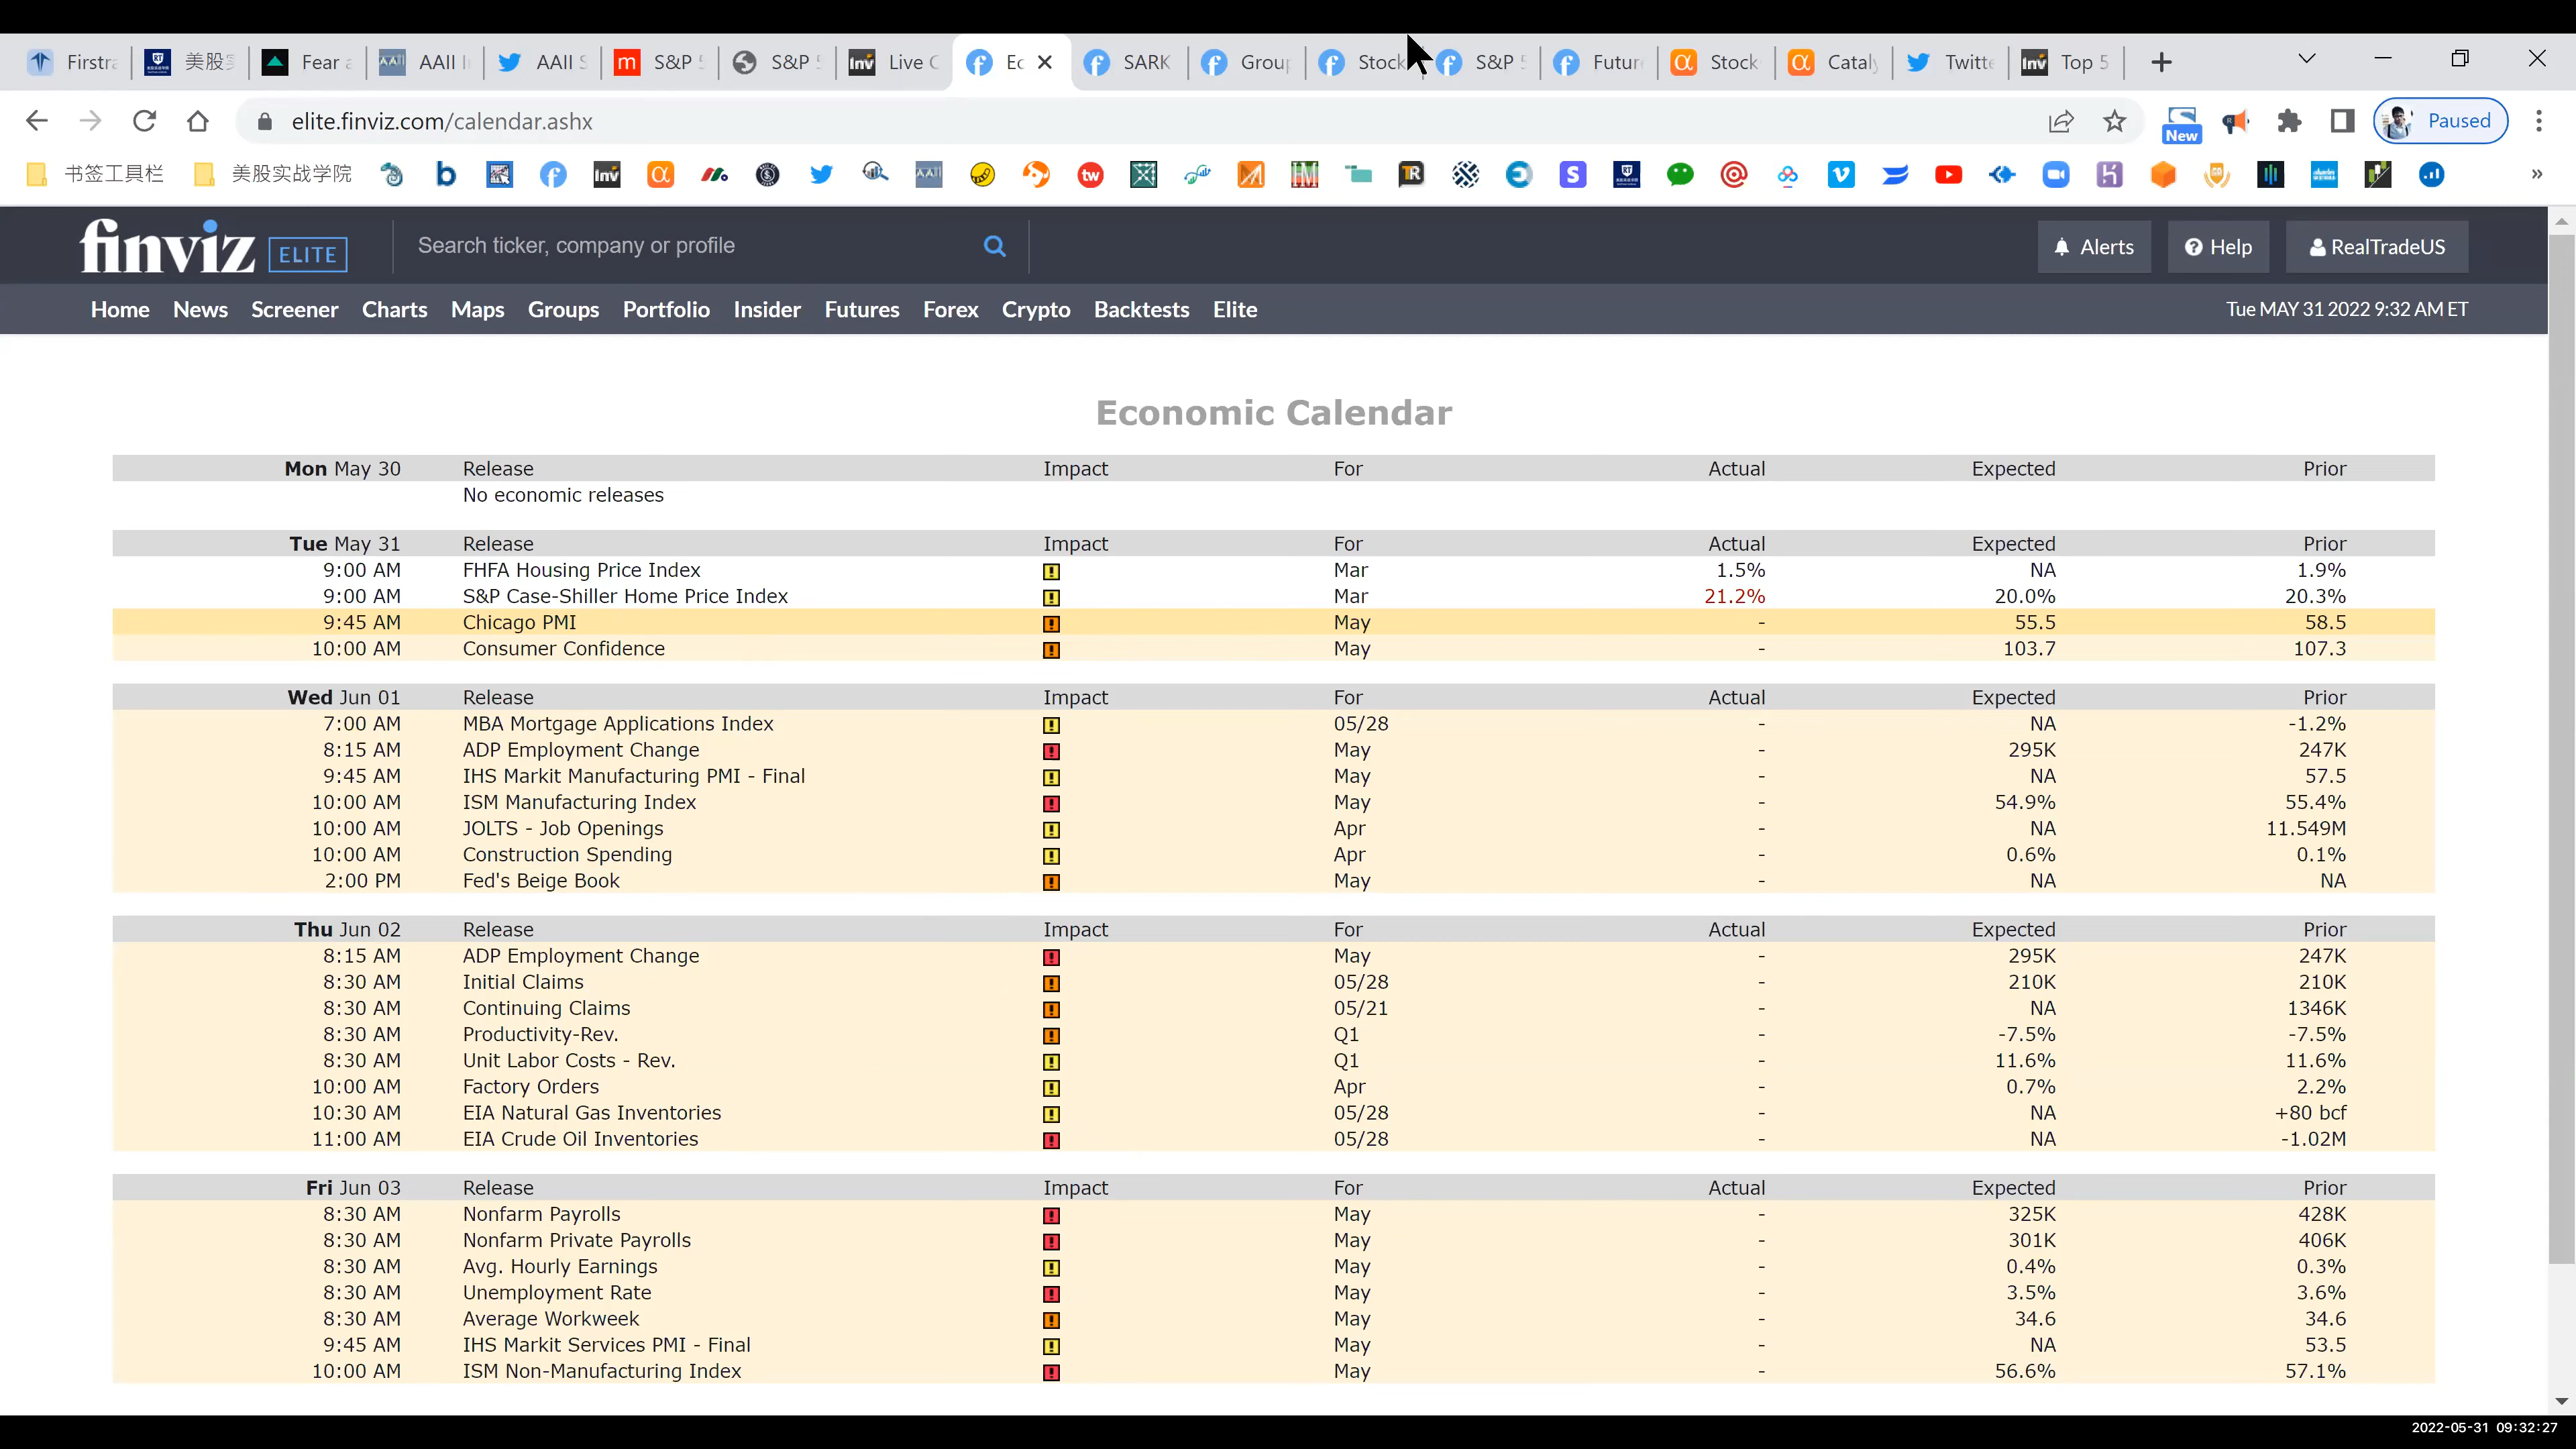 Firstra 美股 Fear a AAII I AAII S S&P 5 S&P 5 Live C Ec SARK Grou Stock S&P 5 Futur Stock Cataly Twitte Top 5
elite.finviz.com/calendar.ashx New Paused
书签工具栏 美股实战学院
finviz ELITE Search ticker, company or profile Alerts Help RealTradeUS
Home News Screener Charts Maps Groups Portfolio Insider Futures Forex Crypto Backtests Elite Tue MAY 31 2022 9:32 AM ET
Economic Calendar
Mon May 30 Release Impact For Actual Expected Prior
No economic releases
Tue May 31 Release Impact For Actual Expected Prior
9:00 AM FHFA Housing Price Index Mar 1.5% NA 1.9%
9:00 AM S&P Case-Shiller Home Price Index Mar 21.2% 20.0% 20.3%
9:45 AM Chicago PMI May - 55.5 58.5
10:00 AM Consumer Confidence May - 103.7 107.3
Wed Jun 01 Release Impact For Actual Expected Prior
7:00 AM MBA Mortgage Applications Index 05/28 - NA -1.2%
8:15 AM ADP Employment Change May - 295K 247K
9:45 AM IHS Markit Manufacturing PMI - Final May - NA 57.5
10:00 AM ISM Manufacturing Index May - 54.9% 55.4%
10:00 AM JOLTS - Job Openings Apr - NA 11.549M
10:00 AM Construction Spending Apr - 0.6% 0.1%
2:00 PM Fed's Beige Book May - NA NA
Thu Jun 02 Release Impact For Actual Expected Prior
8:15 AM ADP Employment Change May - 295K 247K
8:30 AM Initial Claims 05/28 - 210K 210K
8:30 AM Continuing Claims 05/21 - NA 1346K
8:30 AM Productivity-Rev. Q1 - -7.5% -7.5%
8:30 AM Unit Labor Costs - Rev. Q1 - 11.6% 11.6%
10:00 AM Factory Orders Apr - 0.7% 2.2%
10:30 AM EIA Natural Gas Inventories 05/28 - NA +80 bcf
11:00 AM EIA Crude Oil Inventories 05/28 - NA -1.02M
Fri Jun 03 Release Impact For Actual Expected Prior
8:30 AM Nonfarm Payrolls May - 325K 428K
8:30 AM Nonfarm Private Payrolls May - 301K 406K
8:30 AM Avg. Hourly Earnings May - 0.4% 0.3%
8:30 AM Unemployment Rate May - 3.5% 3.6%
8:30 AM Average Workweek May - 34.6 34.6
9:45 AM IHS Markit Services PMI - Final May - NA 53.5
10:00 AM ISM Non-Manufacturing Index May - 56.6% 57.1%
2022-05-31 09:32:27